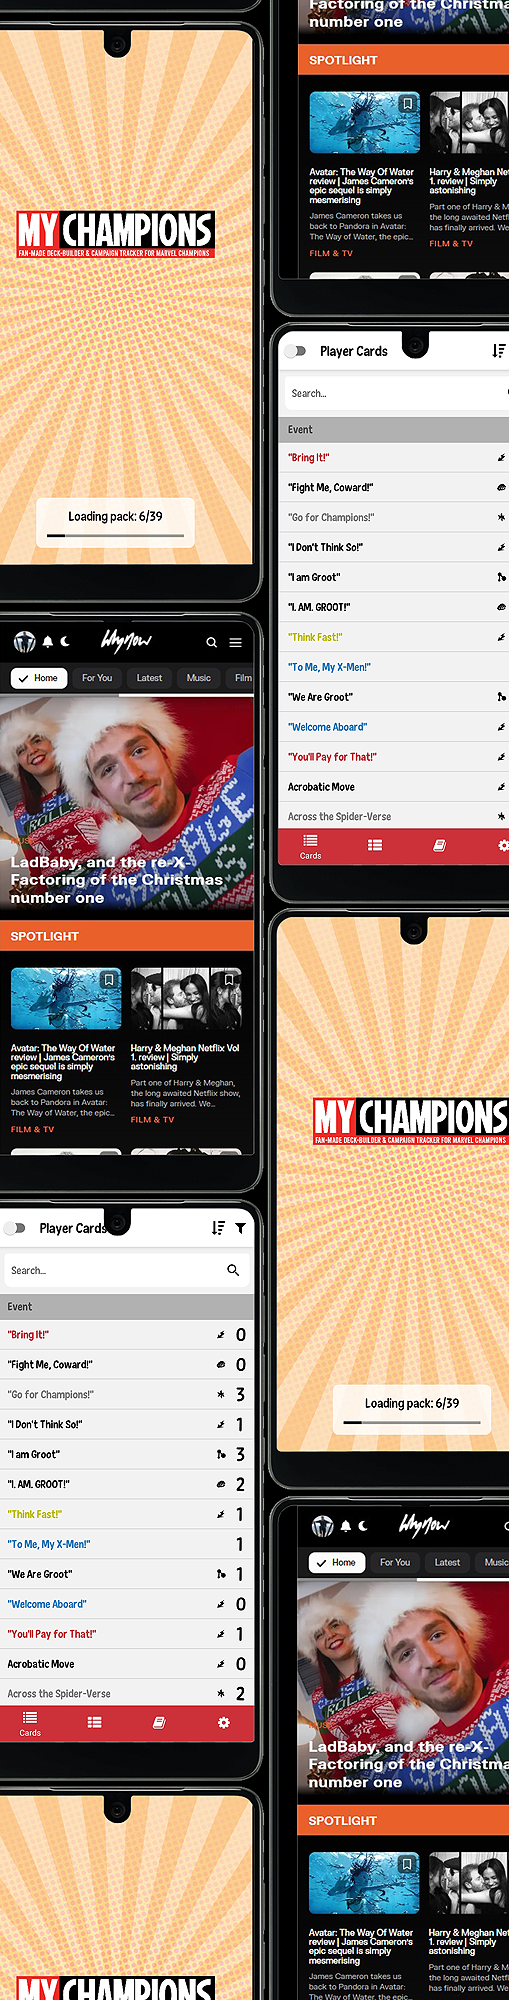 MY CHAMPIONS
FAN-MADE DECK-BUILDER & CAMPAIGN TRACKER FOR MARVEL CHAMPIONS
Loading pack: 6/39
whynow
Home
For You
Latest
Music
Film
LadBaby, and the re-X-
Factoring of the Christmas
number one
SPOTLIGHT
Avatar: The Way Of Water
review | James Cameron's
epic sequel is simply
mesmerising
James Cameron takes us
back to Pandora in Avatar:
The Way of Water, the epic...
FILM & TV
Harry & Meghan Netflix Vol
1. review | Simply
astonishing
Part one of Harry & Meghan,
the long awaited Netflix show,
has finally arrived. We...
FILM & TV
Player Cards
Search...
Event
"Bring It!" 0
"Fight Me, Coward!" 0
"Go for Champions!" 3
"I Don't Think So!" 1
"I am Groot" 3
"I. AM. GROOT!" 2
"Think Fast!" 1
"To Me, My X-Men!" 1
"We Are Groot" 1
"Welcome Aboard" 0
"You'll Pay for That!" 1
Acrobatic Move 0
Across the Spider-Verse 2
Cards
MY CHAMPIONS
Factoring of the Christma
number one
SPOTLIGHT
Avatar: The Way Of Water
review | James Cameron's
epic sequel is simply
mesmerising
James Cameron takes us
back to Pandora in Avatar:
The Way of Water, the epic...
FILM & TV
Harry & Meghan Ne
1. review | Simply
astonishing
Part one of Harry & M
the long awaited Netf
has finally arrived. We
FILM & TV
Player Cards
Search...
Event
"Bring It!"
"Fight Me, Coward!"
"Go for Champions!"
"I Don't Think So!"
"I am Groot"
"I. AM. GROOT!"
"Think Fast!"
"To Me, My X-Men!"
"We Are Groot"
"Welcome Aboard"
"You'll Pay for That!"
Acrobatic Move
Across the Spider-Verse
Cards
MY CHAMPIONS
FAN-MADE DECK-BUILDER & CAMPAIGN TRACKER FOR MARVEL CHAMPIONS
Loading pack: 6/39
whynow
Home
For You
Latest
Music
LadBaby, and the re-X-
Factoring of the Christma
number one
SPOTLIGHT
Avatar: The Way Of Water
review | James Cameron's
epic sequel is simply
mesmerising
James Cameron takes us
back to Pandora in Avatar:
The Way of Water, the epic...
Harry & Meghan Net
1. review | Simply
astonishing
Part one of Harry & M
the long awaited Netf
has finally arrived. We